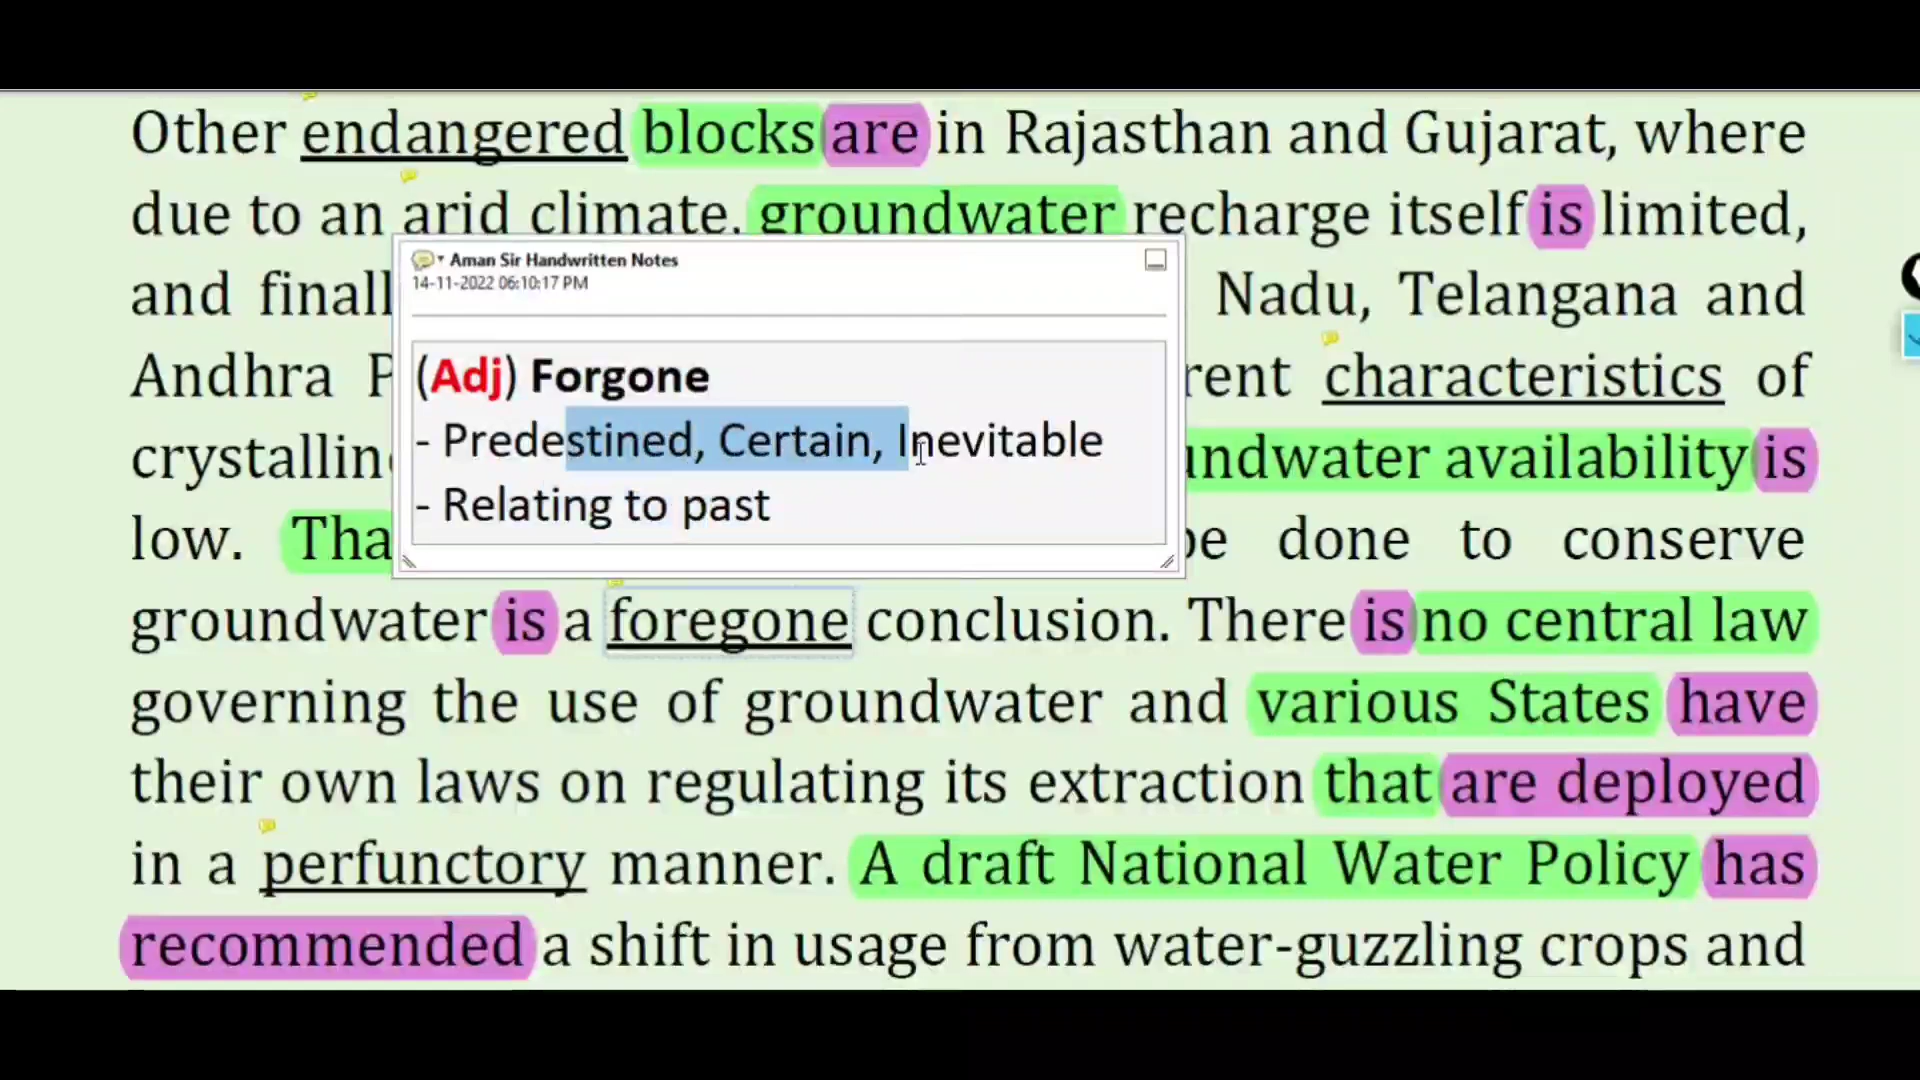 Other endangered blocks are in Rajasthan and Gujarat, where
due to an arid climate, groundwater recharge itself is limited,
Aman Sir Handwritten Notes
14-11-2022 06:10:17 PM
and finall Nadu, Telangana and
(Adj) Forgone
Andhra P rent characteristics of
- Predestined, Certain, Inevitable
crystallin undwater availability is
- Relating to past
low. Tha be done to conserve
groundwater is a foregone conclusion. There is no central law
governing the use of groundwater and various States have
their own laws on regulating its extraction that are deployed
in a perfunctory manner. A draft National Water Policy has
recommended a shift in usage from water-guzzling crops and